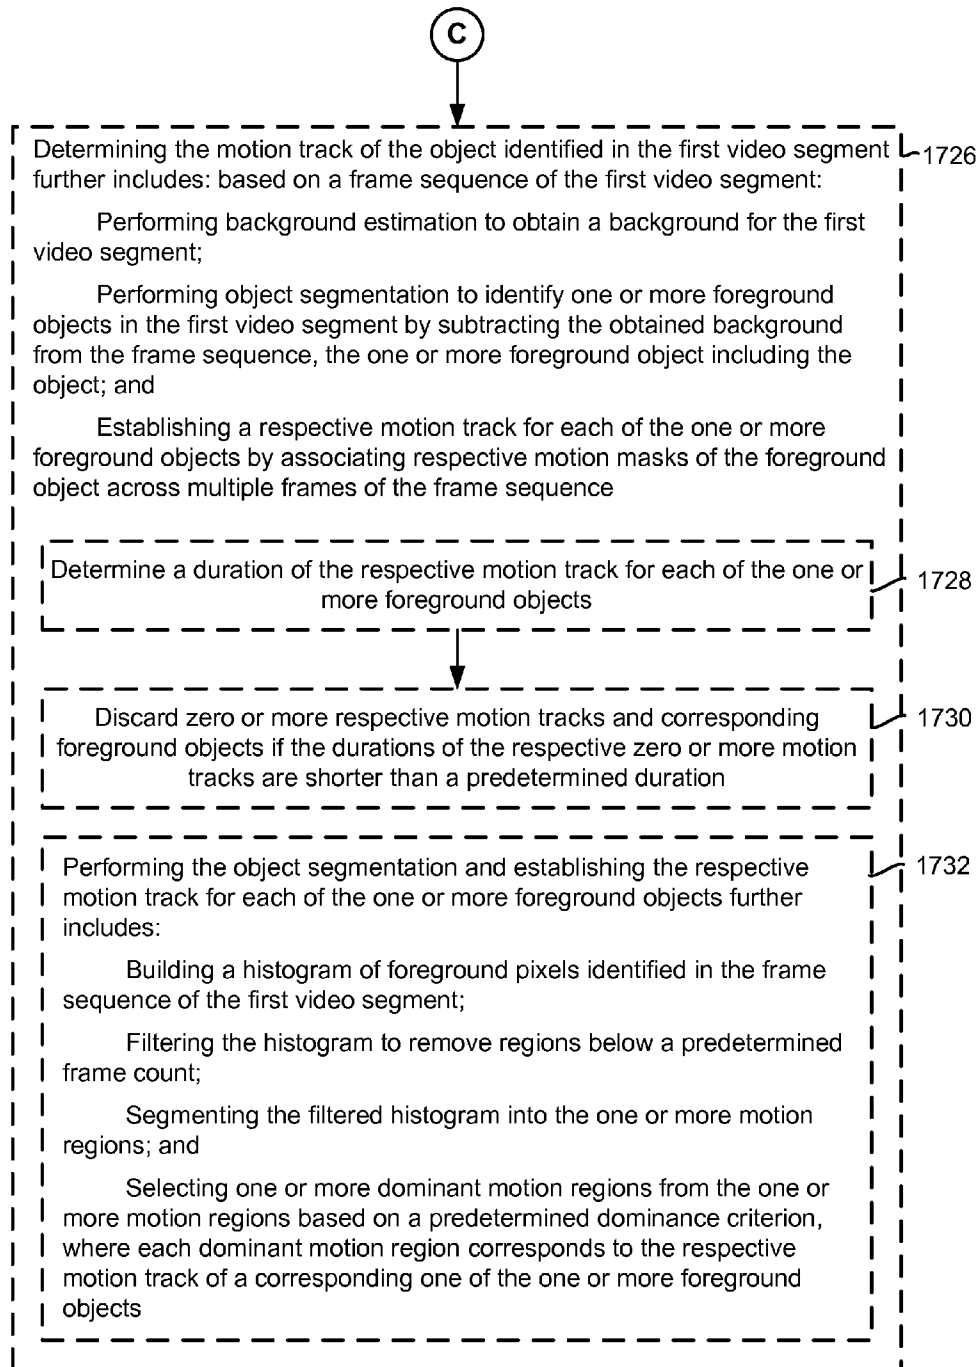 C
Determining the motion track of the object identified in the first video segment
1726
further includes: based on a frame sequence of the first video segment:
Performing background estimation to obtain a background for the first
video segment;
Performing object segmentation to identify one or more foreground
objects in the first video segment by subtracting the obtained background
from the frame sequence, the one or more foreground object including the
object; and
Establishing a respective motion track for each of the one or more
foreground objects by associating respective motion masks of the foreground
object across multiple frames of the frame sequence
Determine a duration of the respective motion track for each of the one or
1728
more foreground objects
Discard zero or more respective motion tracks and corresponding
1730
foreground objects if the durations of the respective zero or more motion
tracks are shorter than a predetermined duration
Performing the object segmentation and establishing the respective
1732
motion track for each of the one or more foreground objects further
includes:
Building a histogram of foreground pixels identified in the frame
sequence of the first video segment;
Filtering the histogram to remove regions below a predetermined
frame count;
Segmenting the filtered histogram into the one or more motion
regions; and
Selecting one or more dominant motion regions from the one or
more motion regions based on a predetermined dominance criterion,
where each dominant motion region corresponds to the respective
motion track of a corresponding one of the one or more foreground
objects